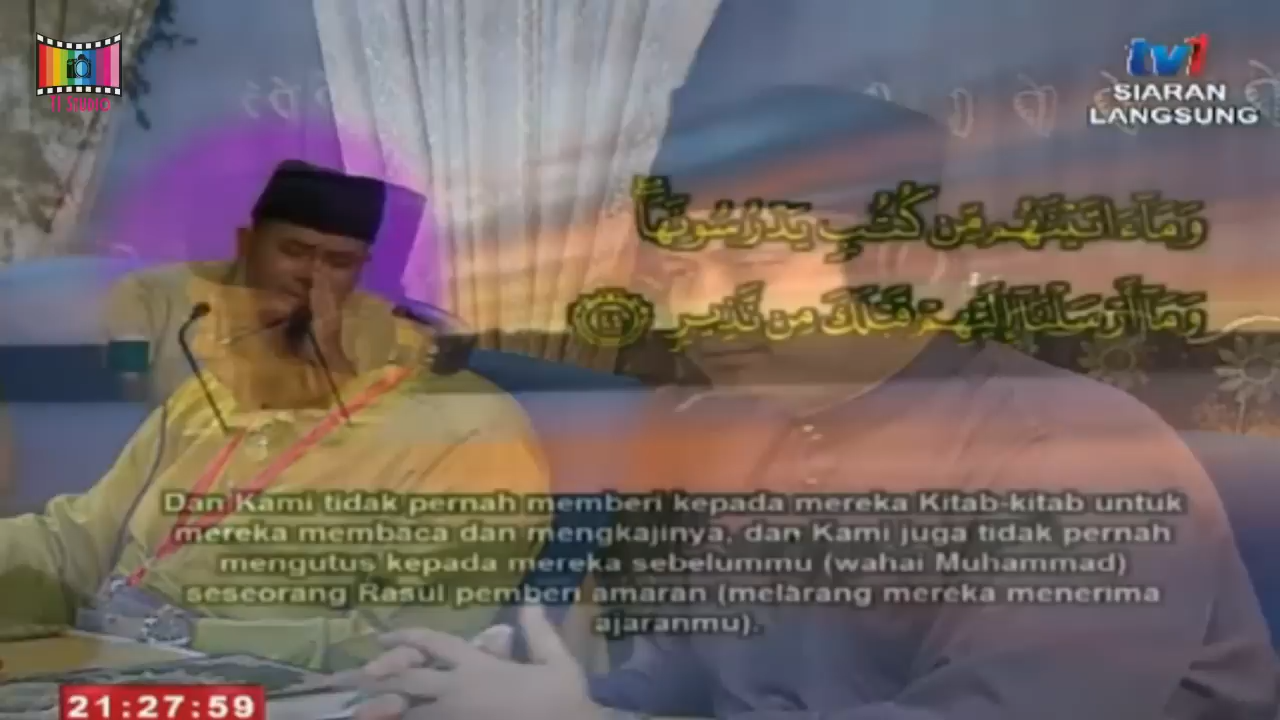 TI STUDIO
tv1
SIARAN
LANGSUNG
وَمَآ ءَاتَيْنَٰهُم مِّن كُتُبٍ يَدْرُسُونَهَا ۖ
وَمَآ أَرْسَلْنَآ إِلَيْهِمْ قَبْلَكَ مِن نَّذِيرٍ ٤٤
Dan Kami tidak pernah memberi kepada mereka Kitab-kitab untuk
mereka membaca dan mengkajinya, dan Kami juga tidak pernah
mengutus kepada mereka sebelummu (wahai Muhammad)
seseorang Rasul pemberi amaran (melarang mereka menerima
ajaranmu).
21:27:59